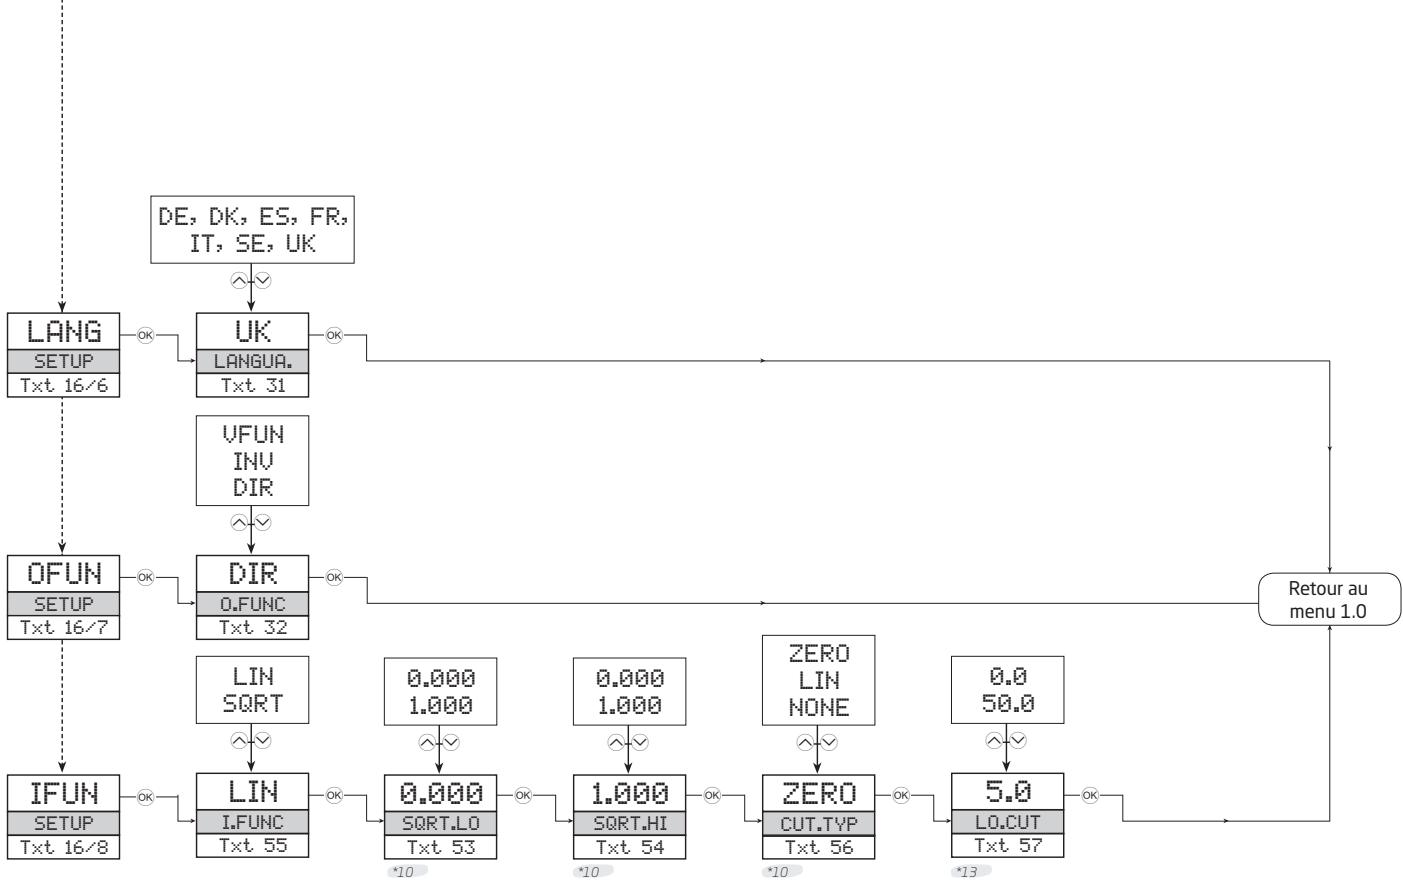 DE, DK, ES, FR,
IT, SE, UK
LANG
SETUP
Txt 16/6
OK
UK
LANGUA.
Txt 31
OK
VFUN
INV
DIR
OFUN
SETUP
Txt 16/7
OK
DIR
O.FUNC
Txt 32
OK
Retour au
menu 1.0
LIN
SQRT
0.000
1.000
0.000
1.000
ZERO
LIN
NONE
0.0
50.0
IFUN
SETUP
Txt 16/8
OK
LIN
I.FUNC
Txt 55
OK
0.000
SQRT.LO
Txt 53
*10
OK
1.000
SQRT.HI
Txt 54
*10
OK
ZERO
CUT.TYP
Txt 56
*10
OK
5.0
LO.CUT
Txt 57
*13
OK